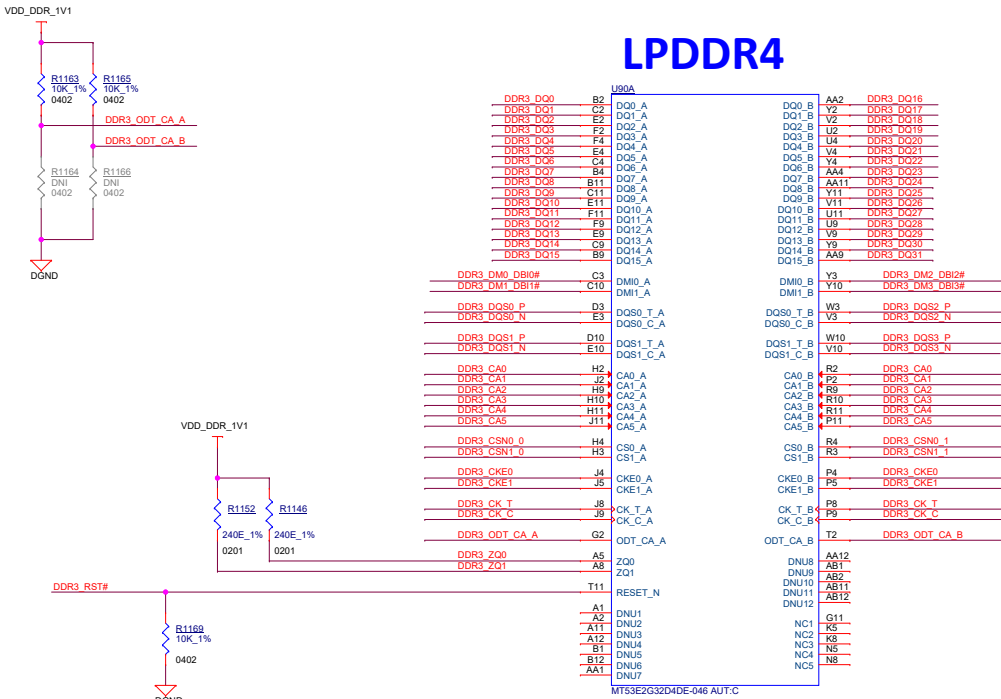 VDD_DDR_1V1
R1163
10K_1%
0402
R1165
10K_1%
0402
DDR3_ODT_CA_A
DDR3_ODT_CA_B
R1164
DNI
0402
R1166
DNI
0402
DGND
LPDDR4
U90A
DDR3_DQ0 B2 DQ0_A DQ0_B AA2 DDR3_DQ16
DDR3_DQ1 C2 DQ1_A DQ1_B Y2 DDR3_DQ17
DDR3_DQ2 E2 DQ2_A DQ2_B V2 DDR3_DQ18
DDR3_DQ3 F2 DQ3_A DQ3_B U2 DDR3_DQ19
DDR3_DQ4 F4 DQ4_A DQ4_B U4 DDR3_DQ20
DDR3_DQ5 E4 DQ5_A DQ5_B V4 DDR3_DQ21
DDR3_DQ6 C4 DQ6_A DQ6_B Y4 DDR3_DQ22
DDR3_DQ7 B4 DQ7_A DQ7_B AA4 DDR3_DQ23
DDR3_DQ8 B11 DQ8_A DQ8_B AA11 DDR3_DQ24
DDR3_DQ9 C11 DQ9_A DQ9_B Y11 DDR3_DQ25
DDR3_DQ10 E11 DQ10_A DQ10_B V11 DDR3_DQ26
DDR3_DQ11 F11 DQ11_A DQ11_B U11 DDR3_DQ27
DDR3_DQ12 F9 DQ12_A DQ12_B U9 DDR3_DQ28
DDR3_DQ13 E9 DQ13_A DQ13_B V9 DDR3_DQ29
DDR3_DQ14 C9 DQ14_A DQ14_B Y9 DDR3_DQ30
DDR3_DQ15 B9 DQ15_A DQ15_B AA9 DDR3_DQ31
DDR3_DM0_DBI0# C3 DMI0_A DMI0_B Y3 DDR3_DM2_DBI2#
DDR3_DM1_DBI1# C10 DMI1_A DMI1_B Y10 DDR3_DM3_DBI3#
DDR3_DQS0_P D3 DQS0_T_A DQS0_T_B W3 DDR3_DQS2_P
DDR3_DQS0_N E3 DQS0_C_A DQS0_C_B V3 DDR3_DQS2_N
DDR3_DQS1_P D10 DQS1_T_A DQS1_T_B W10 DDR3_DQS3_P
DDR3_DQS1_N E10 DQS1_C_A DQS1_C_B V10 DDR3_DQS3_N
DDR3_CA0 H2 CA0_A CA0_B R2 DDR3_CA0
DDR3_CA1 J2 CA1_A CA1_B P2 DDR3_CA1
DDR3_CA2 H9 CA2_A CA2_B R9 DDR3_CA2
DDR3_CA3 H10 CA3_A CA3_B R10 DDR3_CA3
DDR3_CA4 H11 CA4_A CA4_B R11 DDR3_CA4
DDR3_CA5 J11 CA5_A CA5_B P11 DDR3_CA5
DDR3_CSN0_0 H4 CS0_A CS0_B R4 DDR3_CSN0_1
DDR3_CSN1_0 H3 CS1_A CS1_B R3 DDR3_CSN1_1
DDR3_CKE0 J4 CKE0_A CKE0_B P4 DDR3_CKE0
DDR3_CKE1 J5 CKE1_A CKE1_B P5 DDR3_CKE1
DDR3_CK_T J8 CK_T_A CK_T_B P8 DDR3_CK_T
DDR3_CK_C J9 CK_C_A CK_C_B P9 DDR3_CK_C
DDR3_ODT_CA_A G2 ODT_CA_A ODT_CA_B T2 DDR3_ODT_CA_B
VDD_DDR_1V1
R1152
240E_1%
0201
R1146
240E_1%
0201
DDR3_ZQ0 A5 ZQ0
DDR3_ZQ1 A8 ZQ1
DNU8 AA12
DNU9 AB1
DNU10 AB2
DNU11 AB11
DNU12 AB12
DDR3_RST# T11 RESET_N
A1 DNU1
A2 DNU2
A11 DNU3
A12 DNU4
B1 DNU5
B12 DNU6
AA1 DNU7
NC1 G11
NC2 K5
NC3 K8
NC4 N5
NC5 N8
R1169
10K_1%
0402
DGND
MT53E2G32D4DE-046 AUT:C